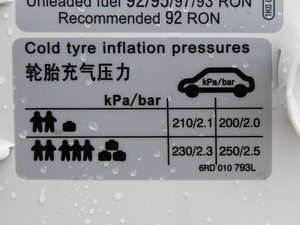 Unleaded fuel 92/95/97/93 RON
Recommended 92 RON
Cold tyre inflation pressures
轮胎充气压力
kPa/bar
kPa/bar
210/2.1 200/2.0
230/2.3 250/2.5
6RD 010 793L